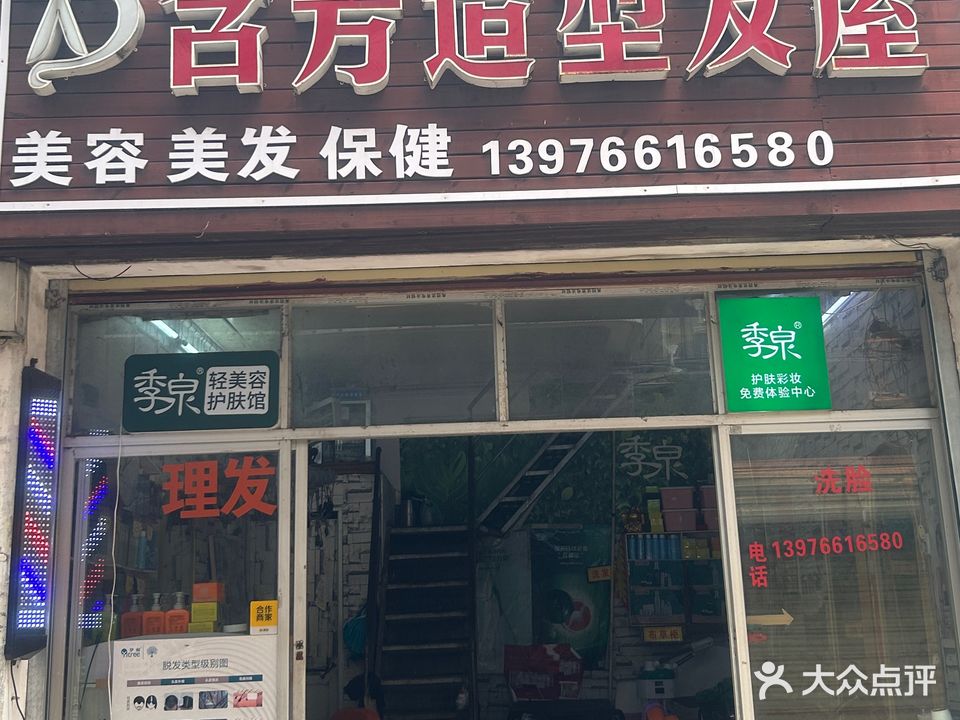 名方造型发屋
美容 美发 保健 13976616580
季泉®
轻美容
护肤馆
季泉®
护肤彩妆
免费体验中心
季泉
理发
洗脸
电话 13976616580
合作
商家
脱发类型级别图
大众点评